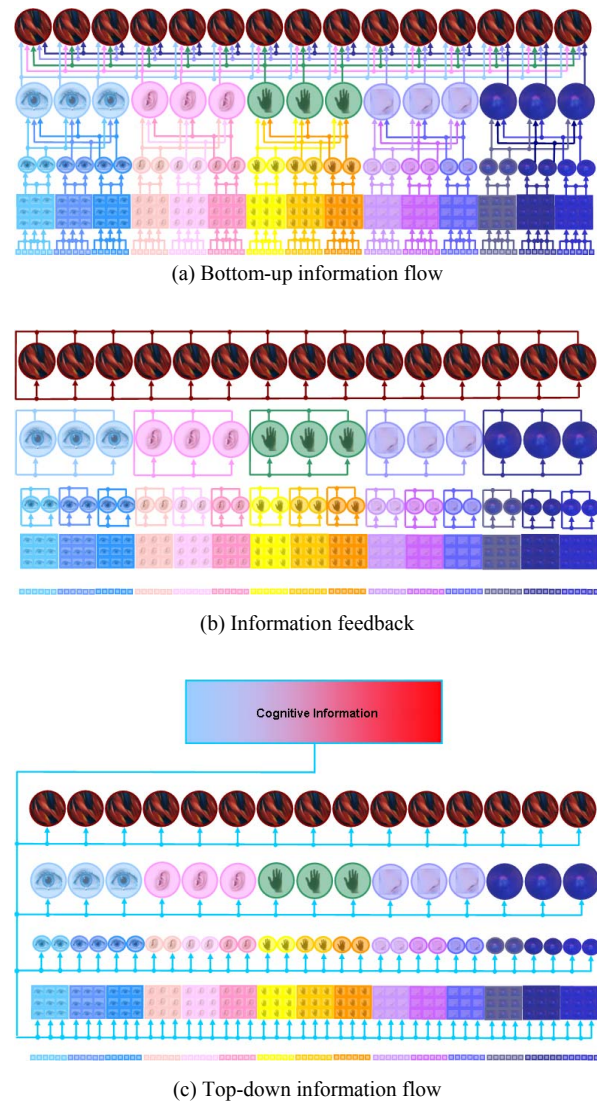 (a) Bottom-up information flow
(b) Information feedback
Cognitive Information
(c) Top-down information flow